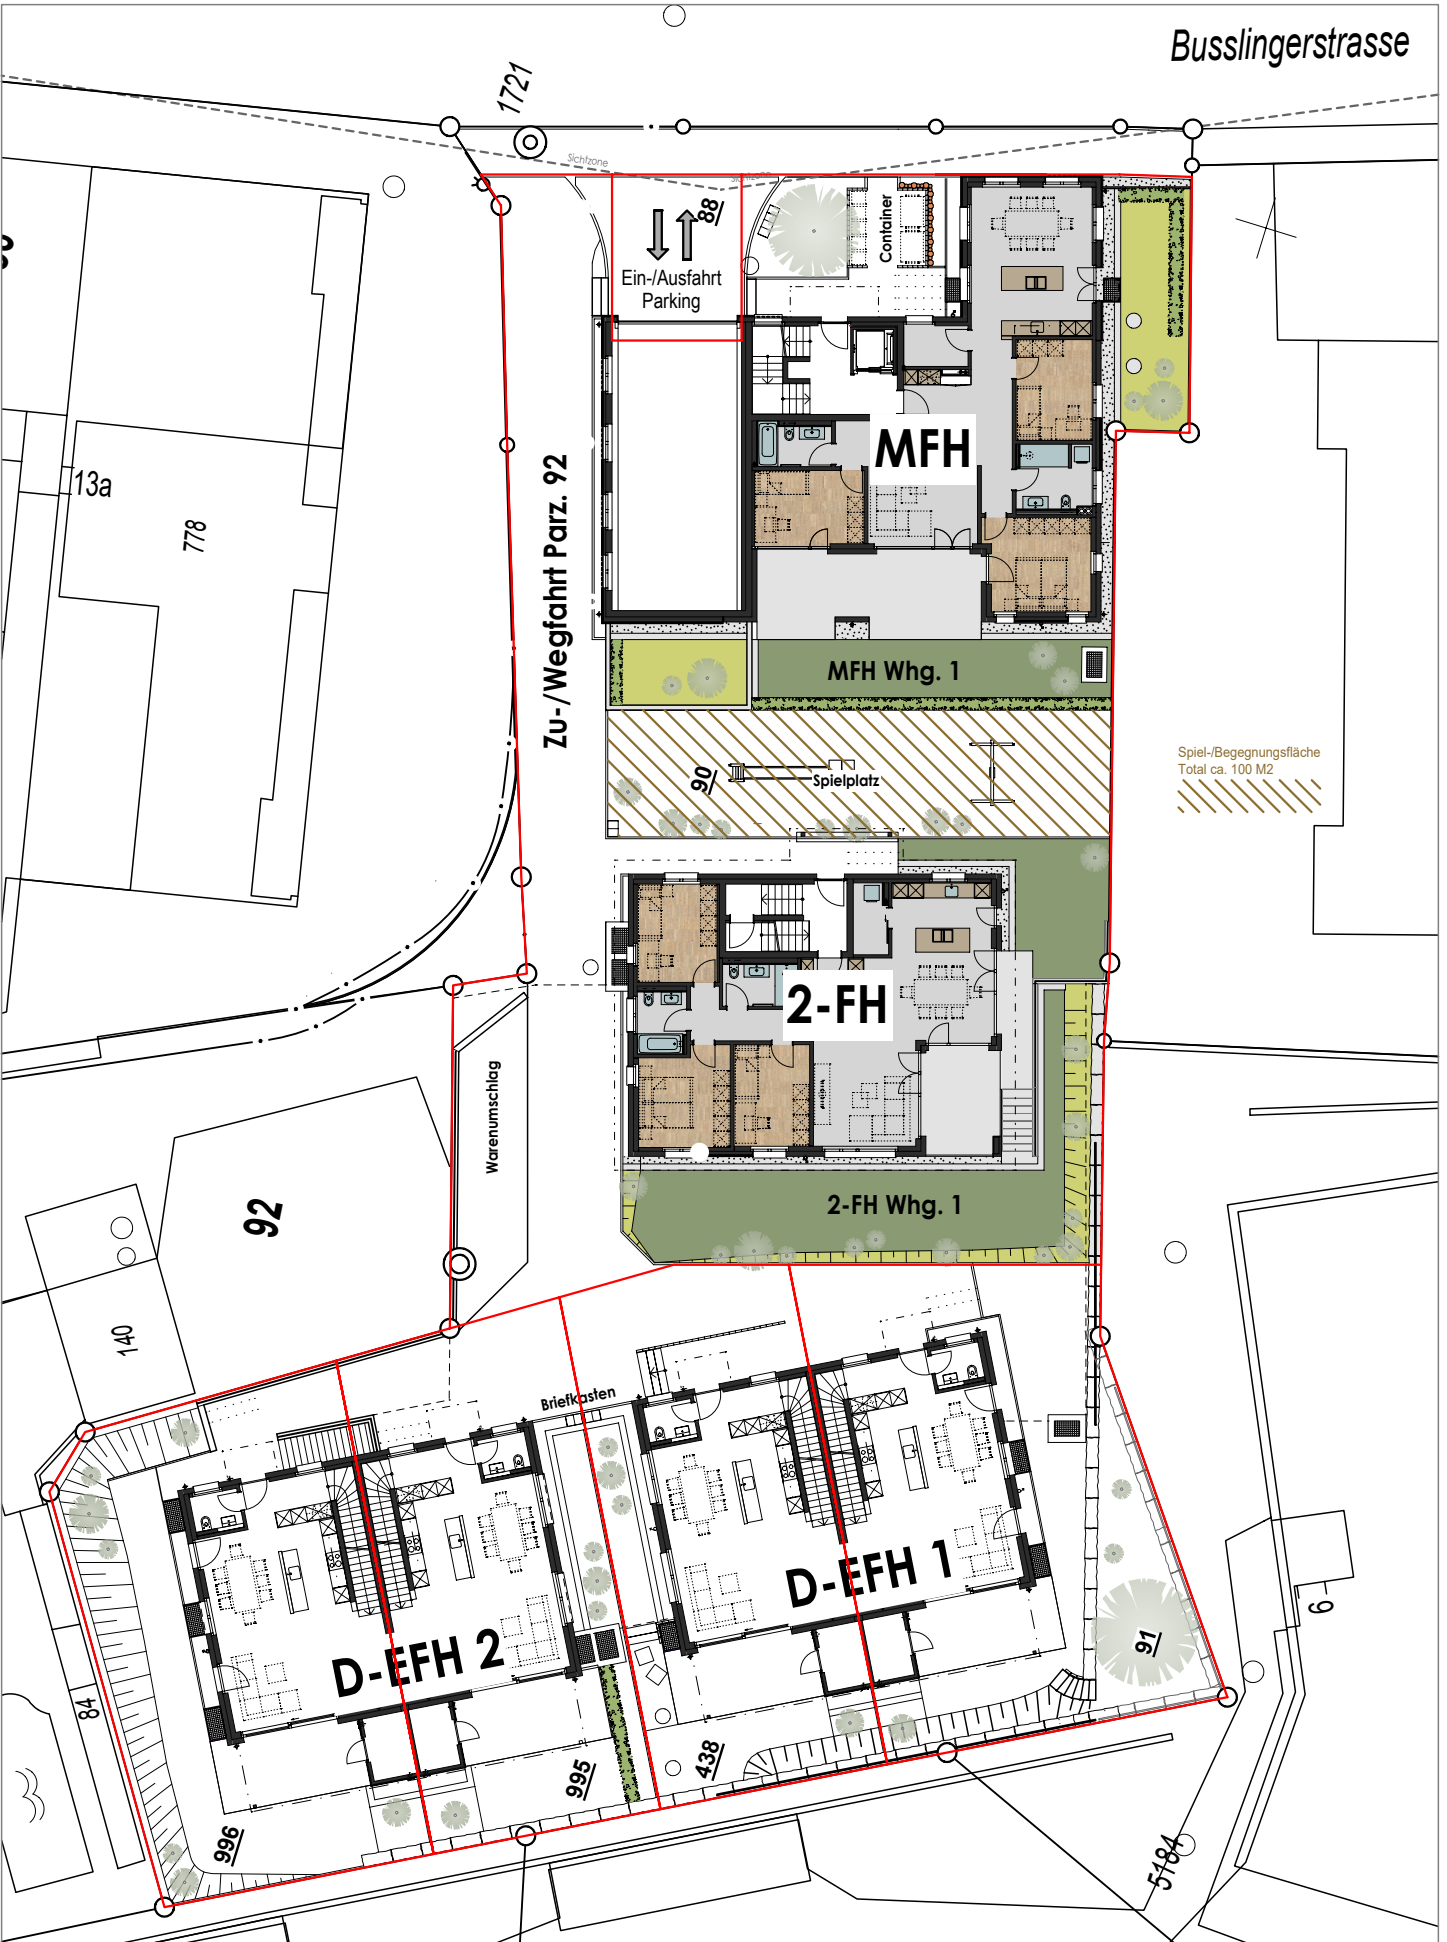 Busslingerstrasse
1721
Sichtzone
Sichtzone
88
Container
Ein-/Ausfahrt
Parking
MFH
13a
778
Zu-/Wegfahrt Parz. 92
MFH Whg. 1
90
Spielplatz
Spiel-/Begegnungsfläche
Total ca. 100 M2
2-FH
Warenumschlag
92
2-FH Whg. 1
140
Briefkasten
D-EFH 1
D-EFH 2
91
6
84
438
995
996
5184